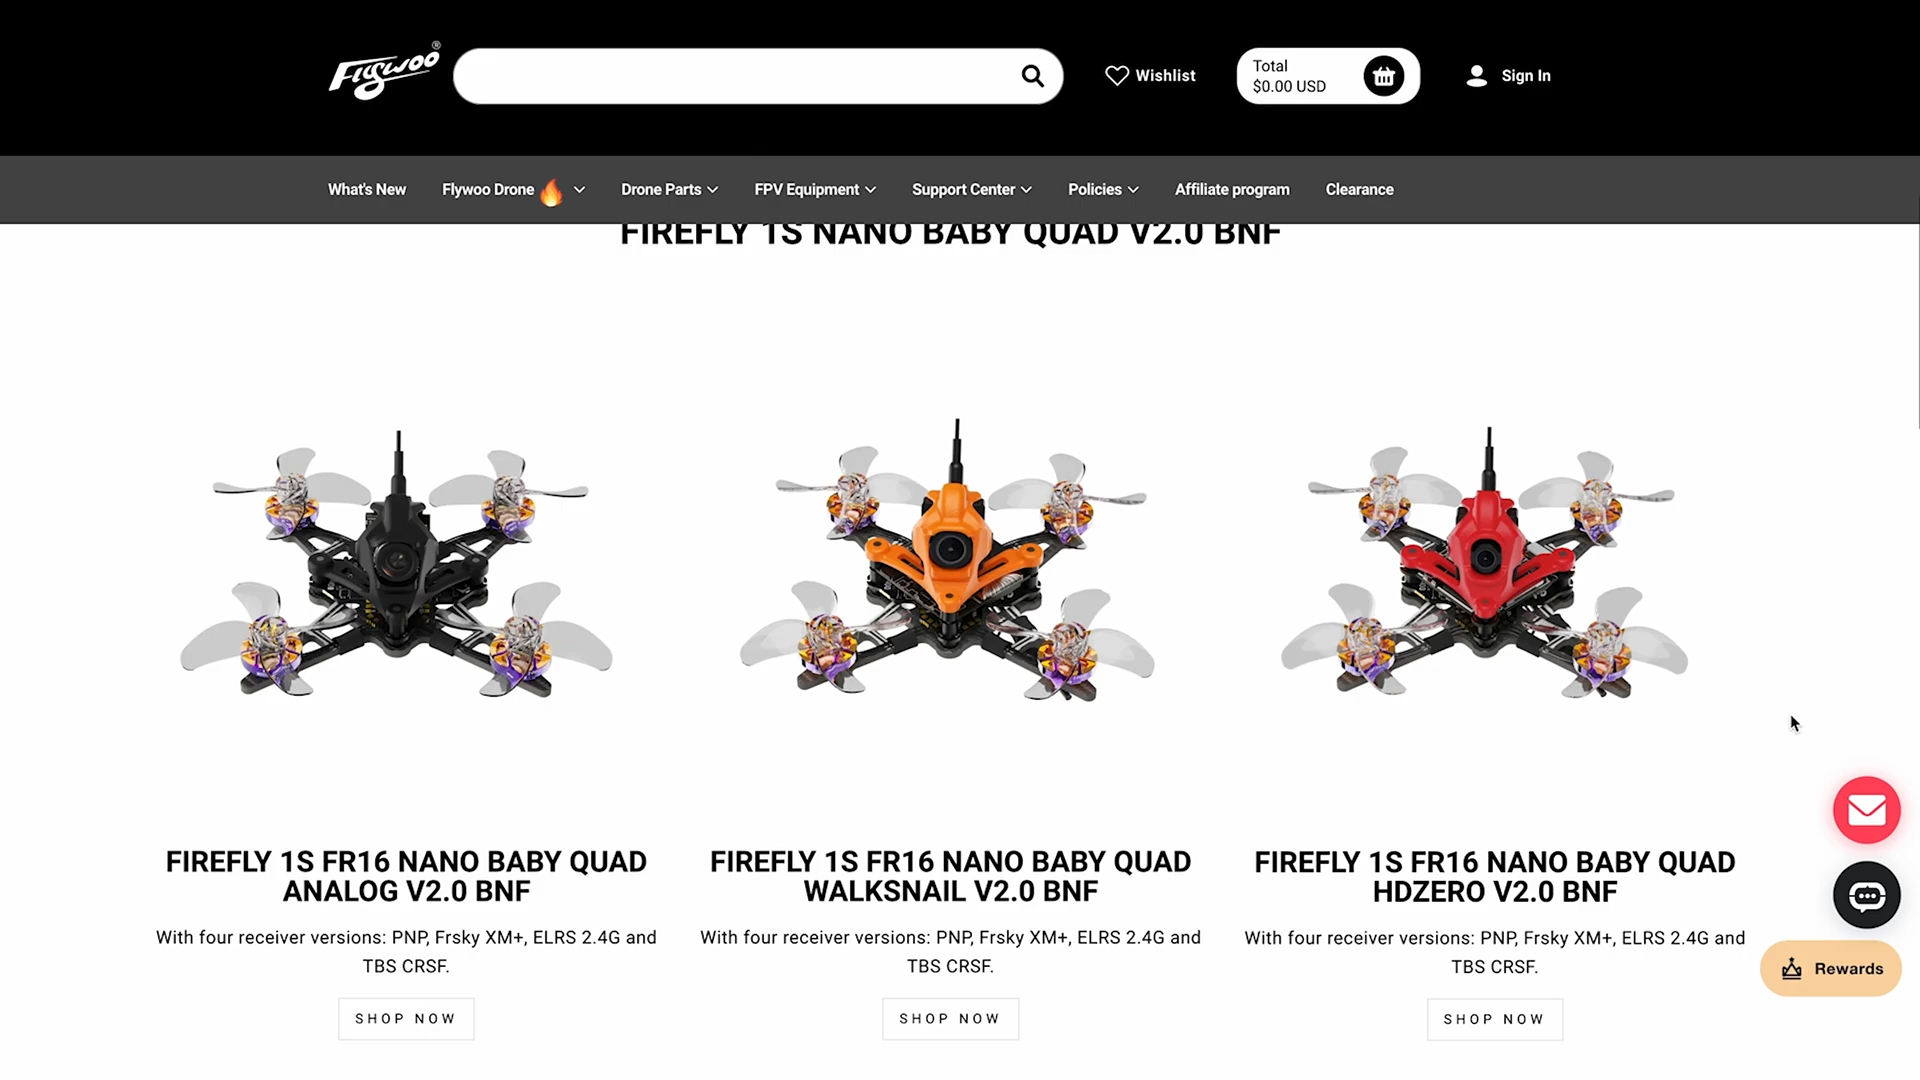 Flywoo®
Wishlist
Total
$0.00 USD
Sign In
What's New
Flywoo Drone
Drone Parts
FPV Equipment
Support Center
Policies
Affiliate program
Clearance
FIREFLY 1S NANO BABY QUAD V2.0 BNF
FIREFLY 1S FR16 NANO BABY QUAD
ANALOG V2.0 BNF
With four receiver versions: PNP, Frsky XM+, ELRS 2.4G and
TBS CRSF.
SHOP NOW
FIREFLY 1S FR16 NANO BABY QUAD
WALKSNAIL V2.0 BNF
With four receiver versions: PNP, Frsky XM+, ELRS 2.4G and
TBS CRSF.
SHOP NOW
FIREFLY 1S FR16 NANO BABY QUAD
HDZERO V2.0 BNF
With four receiver versions: PNP, Frsky XM+, ELRS 2.4G and
TBS CRSF.
SHOP NOW
Rewards